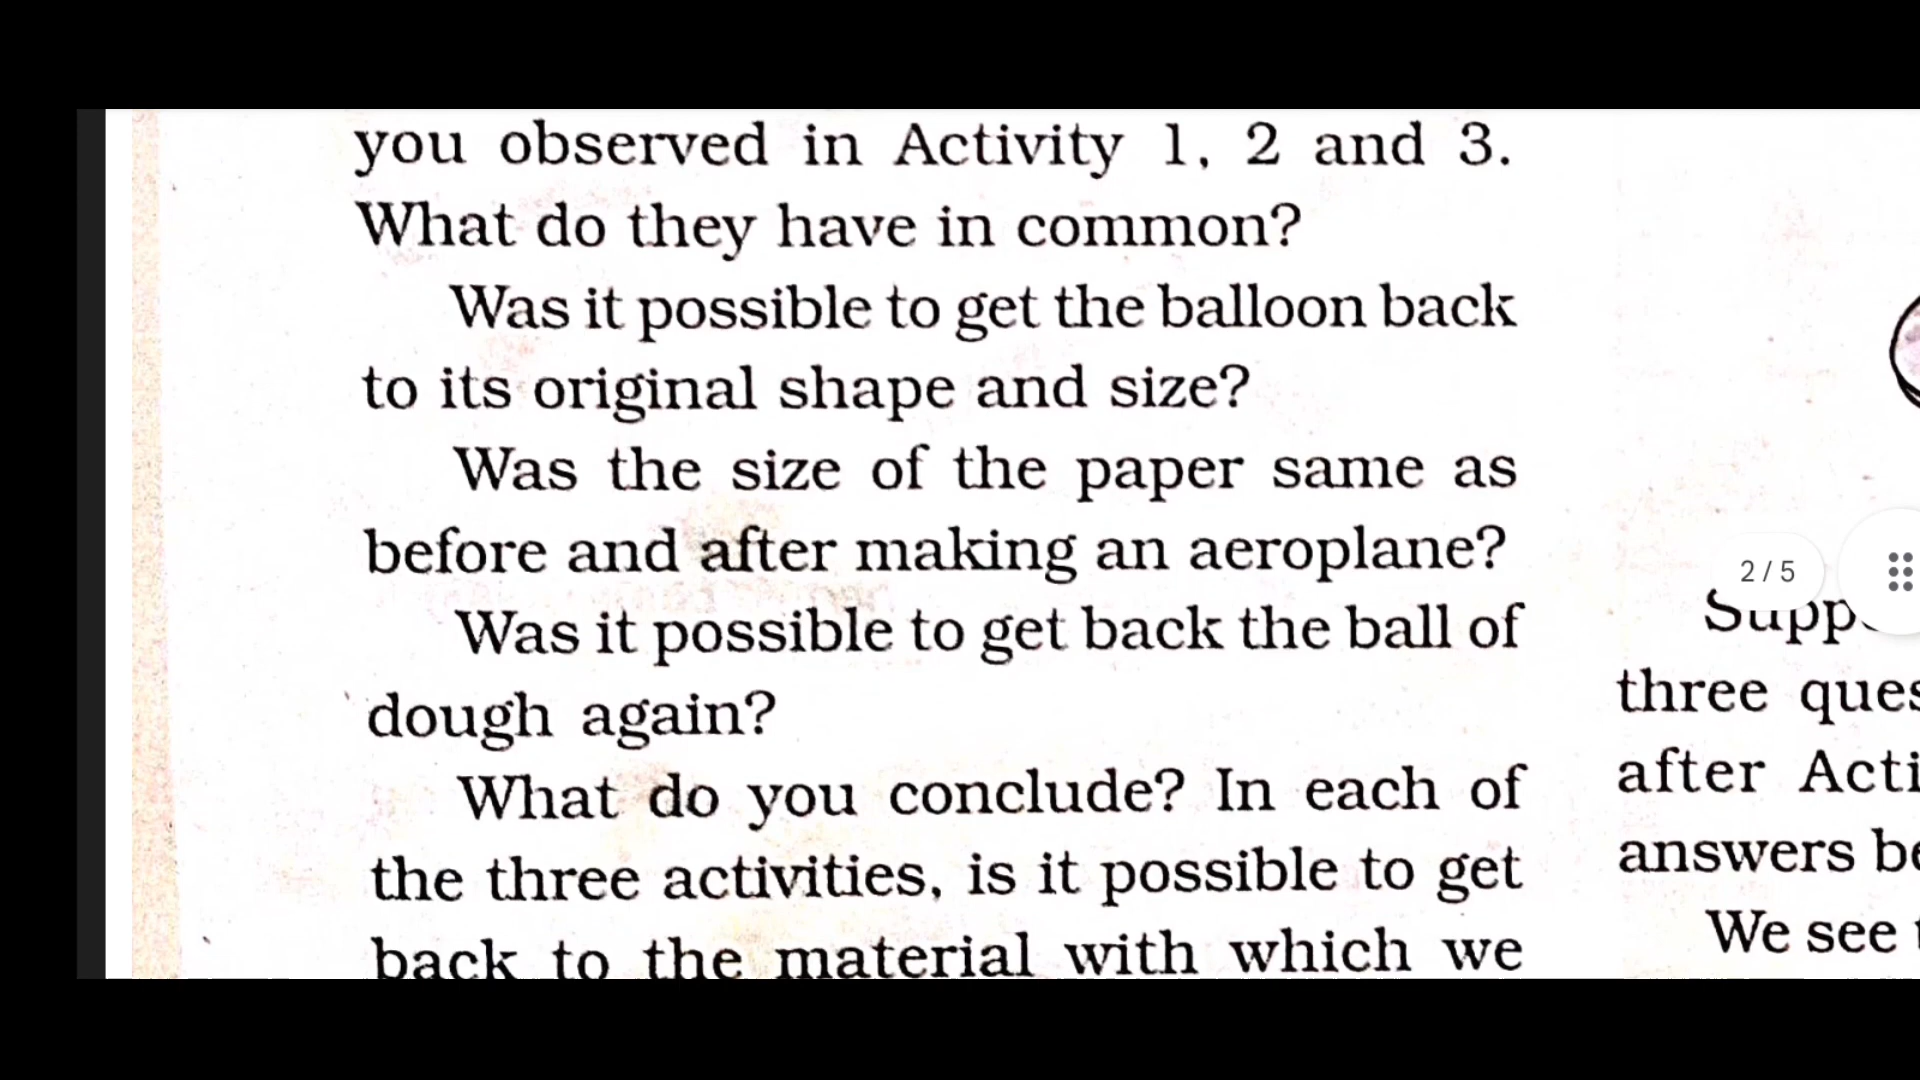 you observed in Activity 1, 2 and 3.
What do they have in common?
Was it possible to get the balloon back
to its original shape and size?
Was the size of the paper same as
before and after making an aeroplane?
Was it possible to get back the ball of
dough again?
What do you conclude? In each of
the three activities, is it possible to get
back to the material with which we
2 / 5
three
after
answers
We see